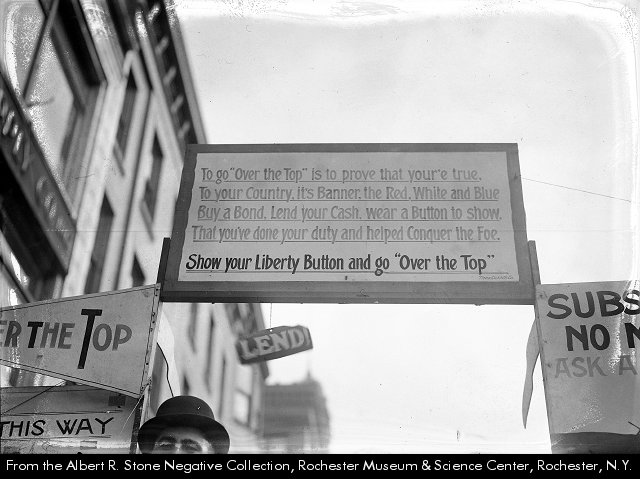 To go "Over the Top" is to prove that your'e true.
To your Country, it's Banner, the Red, White and Blue
Buy a Bond, Lend your Cash, wear a Button to show,
That you've done your duty and helped Conquer the Foe.
Show your Liberty Button and go "Over the Top"
LEND!
ER THE TOP
THIS WAY
SUBS
NO
ASK A
From the Albert R. Stone Negative Collection, Rochester Museum & Science Center, Rochester, N.Y.